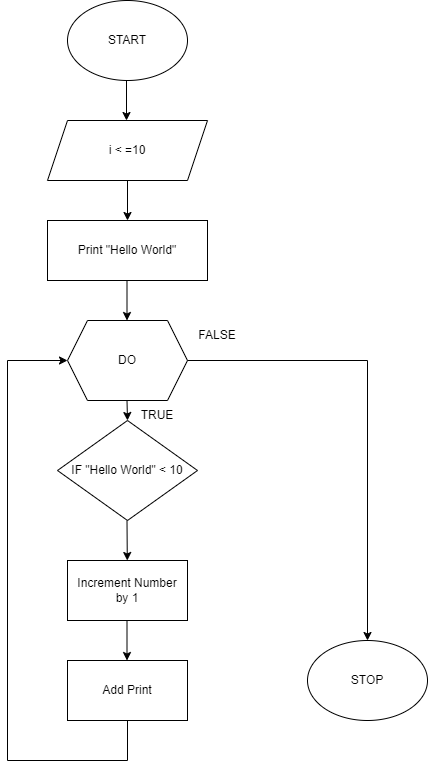 START
i < =10
Print "Hello World"
FALSE
DO
TRUE
IF "Hello World" < 10
Increment Number
by 1
Add Print
STOP